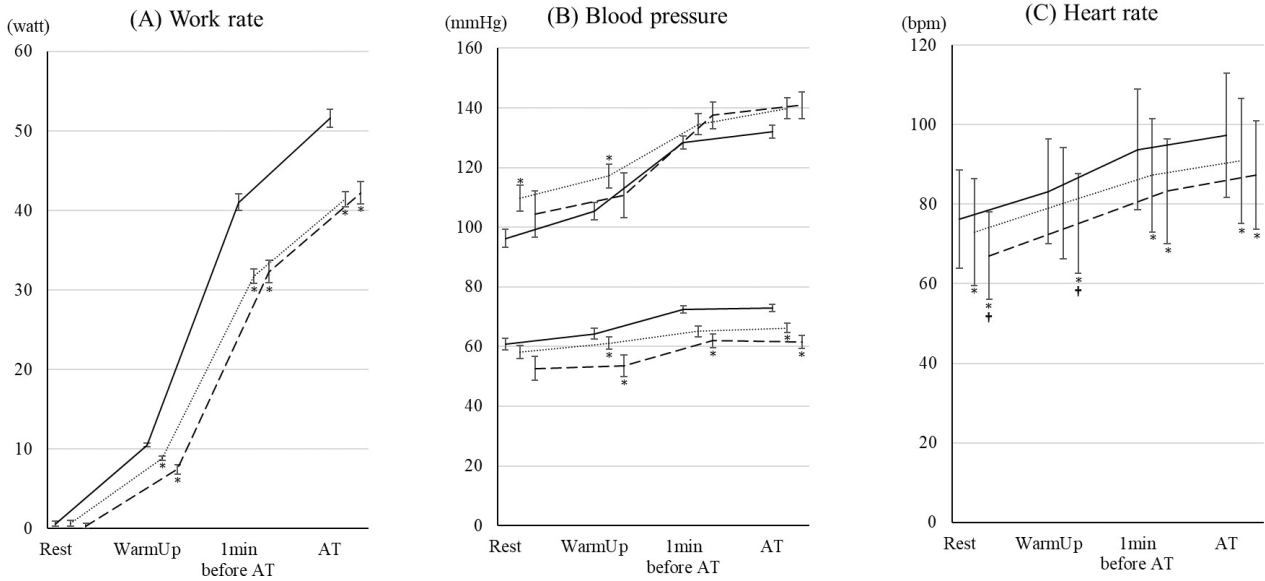 (A) Work rate
(watt)
60
50
40
30
20
10
0
* * * * * *
Rest WarmUp 1min before AT AT
(B) Blood pressure
(mmHg)
160
140
120
100
80
60
40
20
0
* *
* * * * *
Rest WarmUp 1min before AT AT
(C) Heart rate
(bpm)
120
100
80
60
40
20
0
* * † * † * * * *
Rest WarmUp 1min before AT AT